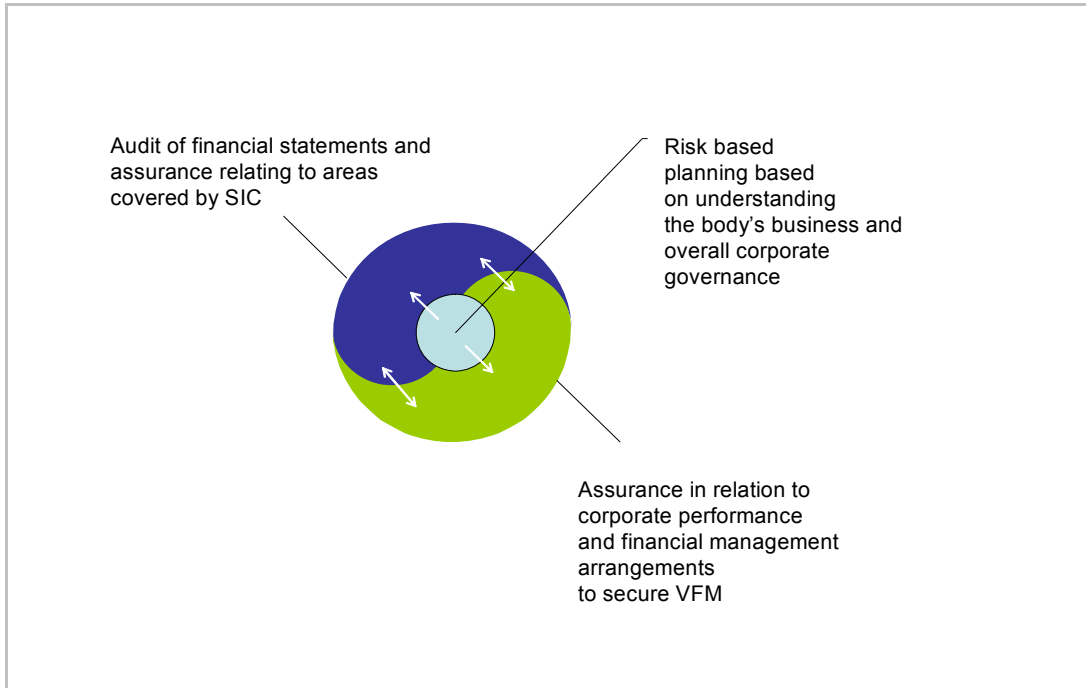 Audit of financial statements and
assurance relating to areas
covered by SIC
Risk based
planning based
on understanding
the body’s business and
overall corporate
governance
Assurance in relation to
corporate performance
and financial management
arrangements
to secure VFM